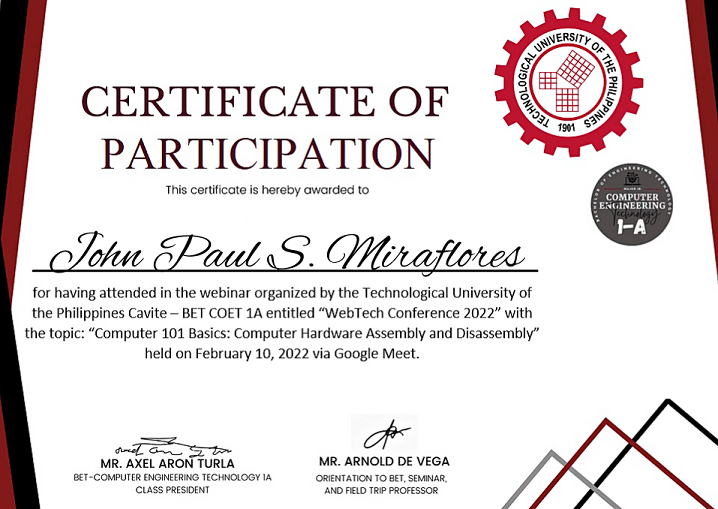 CERTIFICATE OF
PARTICIPATION
This certificate is hereby awarded to
John Paul S. Miraflores
for having attended in the webinar organized by the Technological University of
the Philippines Cavite – BET COET 1A entitled “WebTech Conference 2022” with
the topic: “Computer 101 Basics: Computer Hardware Assembly and Disassembly”
held on February 10, 2022 via Google Meet.
MR. AXEL ARON TURLA
BET-COMPUTER ENGINEERING TECHNOLOGY 1A
CLASS PRESIDENT
MR. ARNOLD DE VEGA
ORIENTATION TO BET, SEMINAR,
AND FIELD TRIP PROFESSOR
TECHNOLOGICAL UNIVERSITY OF THE PHILIPPINES
1901
BACHELOR OF ENGINEERING TECHNOLOGY
MAJOR IN
COMPUTER
ENGINEERING
Technology
1-A